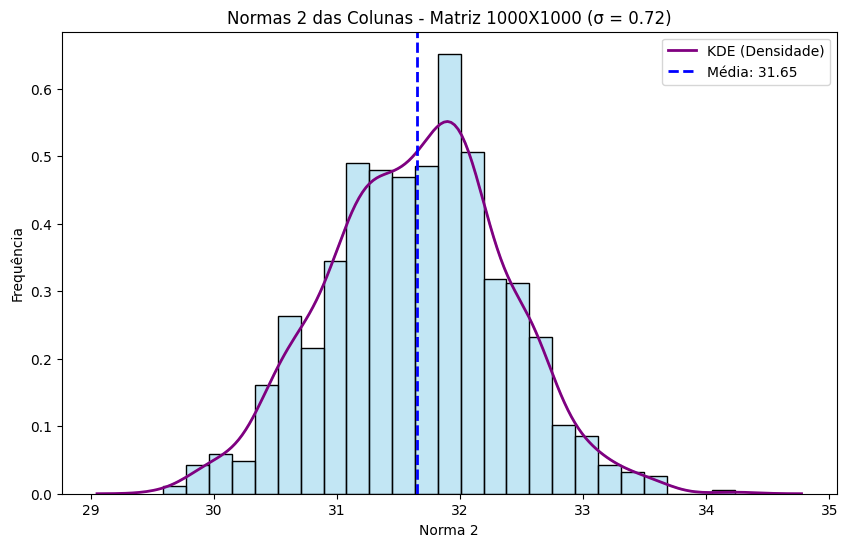 Normas 2 das Colunas - Matriz 1000X1000 (σ = 0.72)
KDE (Densidade)
Média: 31.65
Frequência
0.6
0.5
0.4
0.3
0.2
0.1
0.0
29 30 31 32 33 34 35
Norma 2